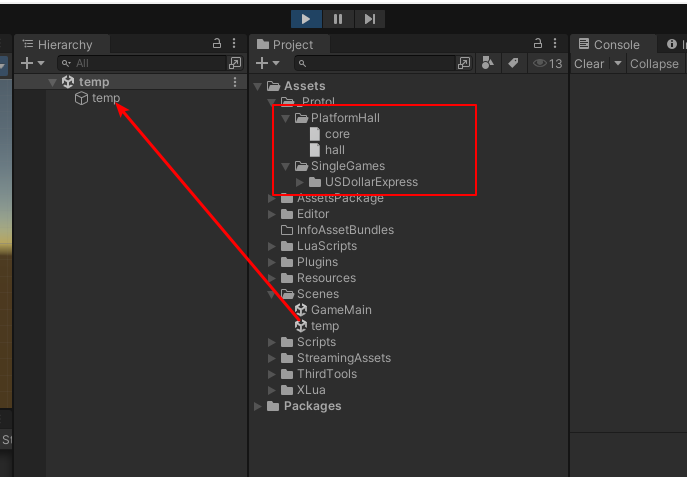 Hierarchy
All
temp
temp
Project
13
Assets
_Protol
PlatformHall
core
hall
SingleGames
USDollarExpress
AssetsPackage
Editor
InfoAssetBundles
LuaScripts
Plugins
Resources
Scenes
GameMain
temp
Scripts
StreamingAssets
ThirdTools
XLua
Packages
Console
Clear
Collapse
St